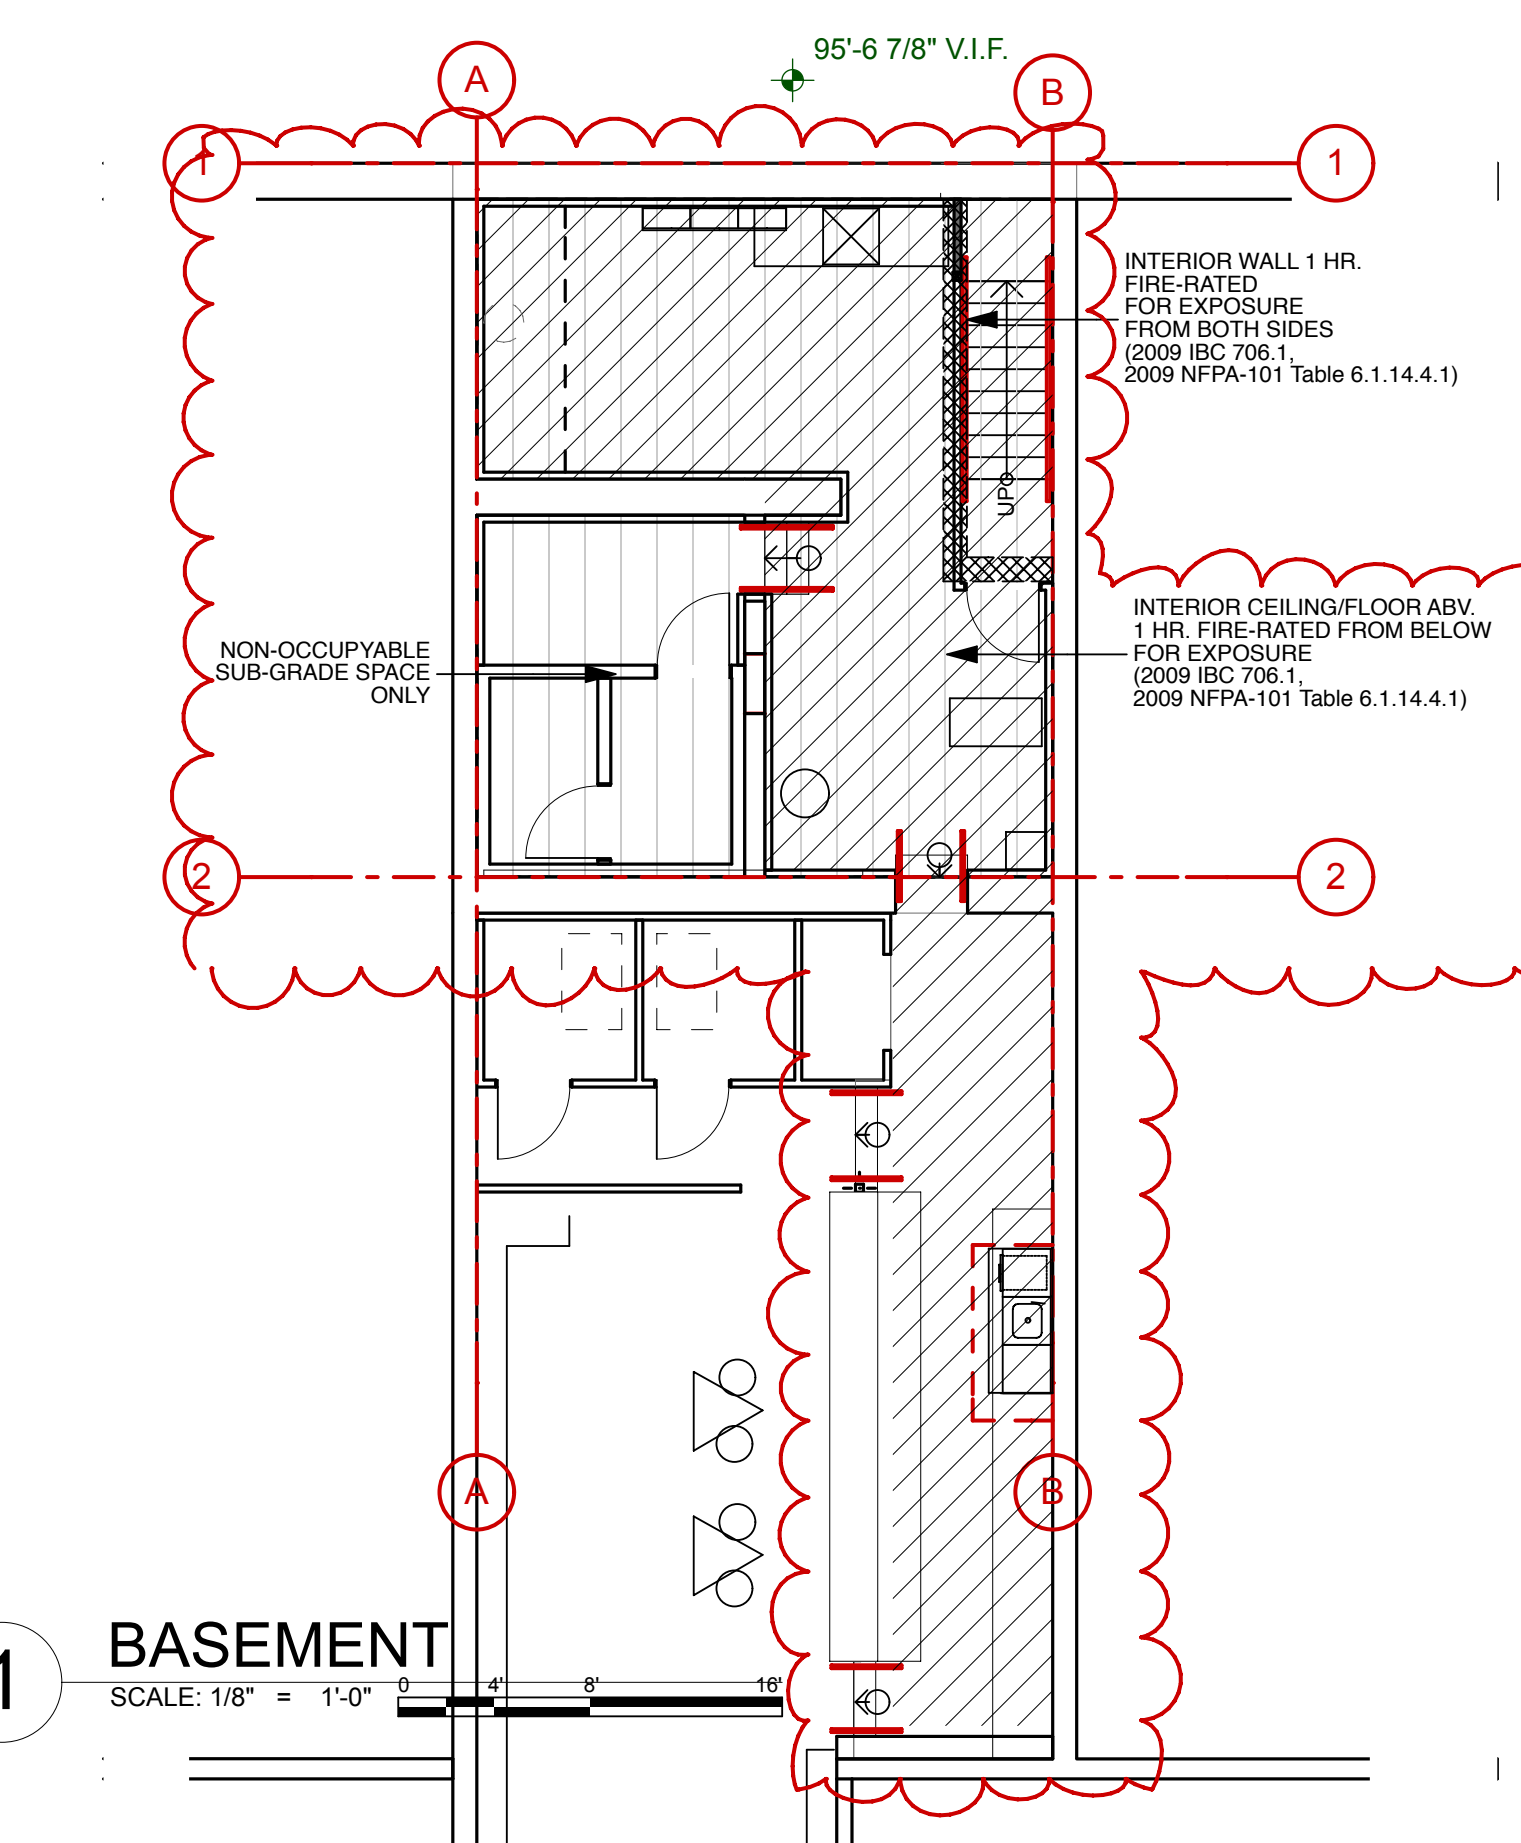 95'-6 7/8" V.I.F.
A
B
1
1
INTERIOR WALL 1 HR.
FIRE-RATED
FOR EXPOSURE
FROM BOTH SIDES
(2009 IBC 706.1,
2009 NFPA-101 Table 6.1.14.4.1)
UP
INTERIOR CEILING/FLOOR ABV.
1 HR. FIRE-RATED FROM BELOW
FOR EXPOSURE
(2009 IBC 706.1,
2009 NFPA-101 Table 6.1.14.4.1)
NON-OCCUPYABLE
SUB-GRADE SPACE
ONLY
2
2
A
B
1
BASEMENT
SCALE: 1/8" = 1'-0"
0 4' 8' 16'